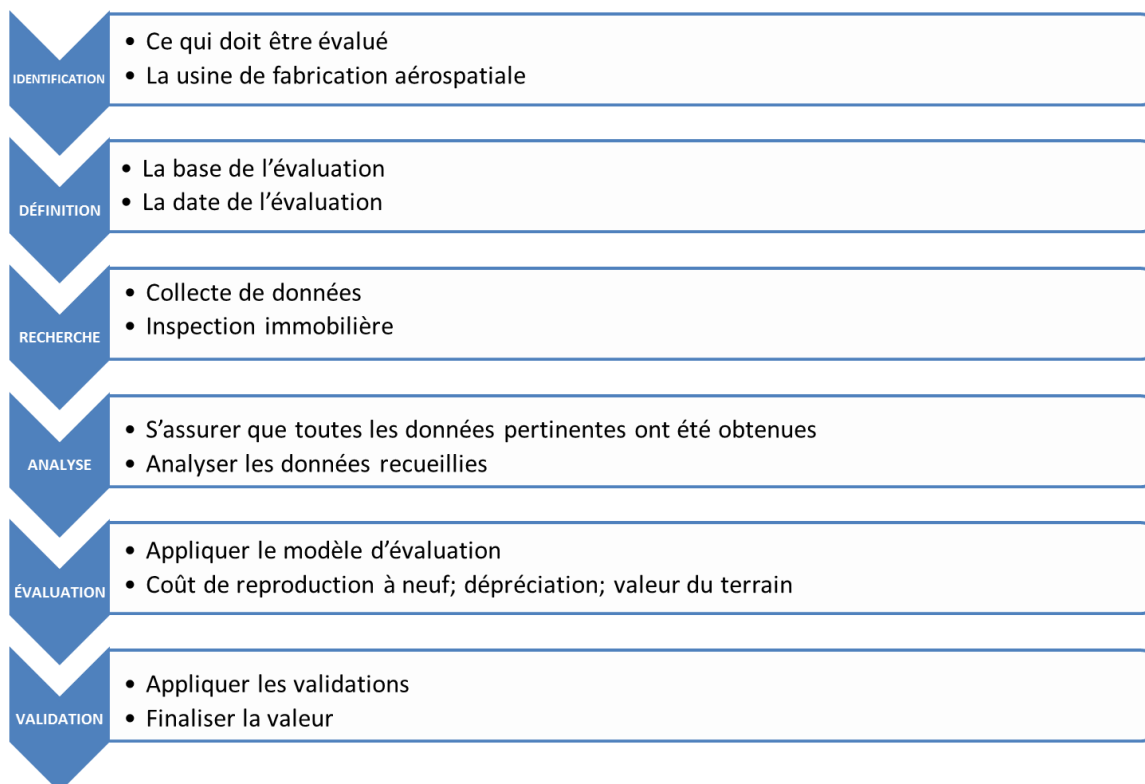 IDENTIFICATION
• Ce qui doit être évalué
• La usine de fabrication aérospatiale
DÉFINITION
• La base de l’évaluation
• La date de l’évaluation
RECHERCHE
• Collecte de données
• Inspection immobilière
ANALYSE
• S’assurer que toutes les données pertinentes ont été obtenues
• Analyser les données recueillies
ÉVALUATION
• Appliquer le modèle d’évaluation
• Coût de reproduction à neuf; dépréciation; valeur du terrain
VALIDATION
• Appliquer les validations
• Finaliser la valeur